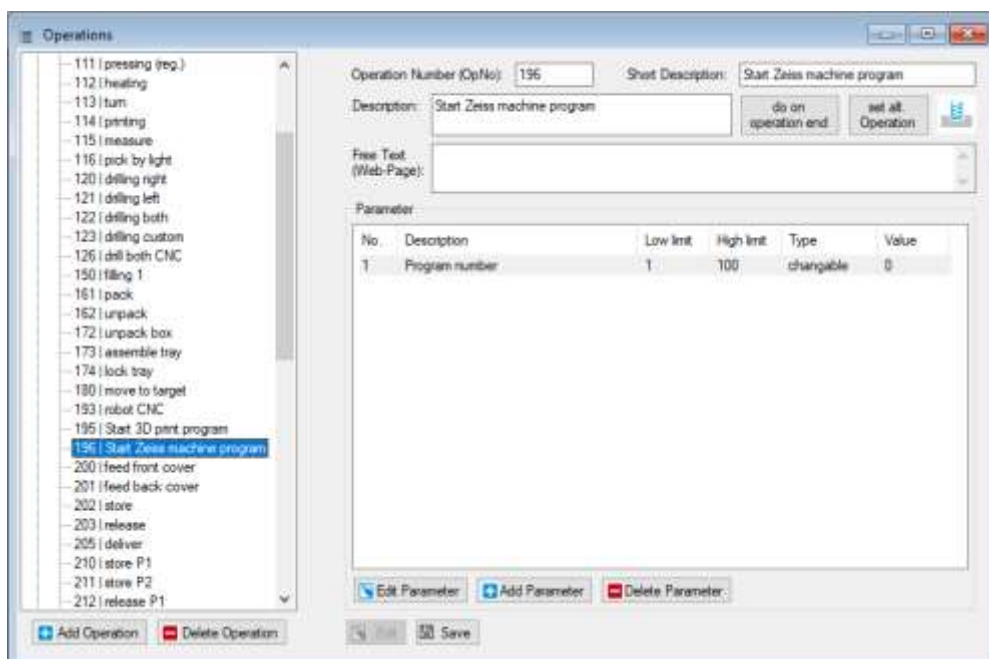 Operations
111 | pressing (reg.)
112 | heating
113 | turn
114 | printing
115 | measure
116 | pick by light
120 | drilling right
121 | drilling left
122 | drilling both
123 | drilling custom
126 | drill both CNC
150 | filling 1
161 | pack
162 | unpack
172 | unpack box
173 | assemble tray
174 | lock tray
180 | move to target
193 | robot CNC
195 | Start 3D print program
196 | Start Zeiss machine program
200 | feed front cover
201 | feed back cover
202 | store
203 | release
205 | deliver
210 | store P1
211 | store P2
212 | release P1
Add Operation Delete Operation
Operation Number (OpNo): 196 Short Description: Start Zeiss machine program
Description: Start Zeiss machine program
do on
operation end
set alt.
Operation
Free Text
(Web-Page):
Parameter
No. Description Low limit High limit Type Value
1 Program number 1 100 changable 0
Edit Parameter Add Parameter Delete Parameter
Save